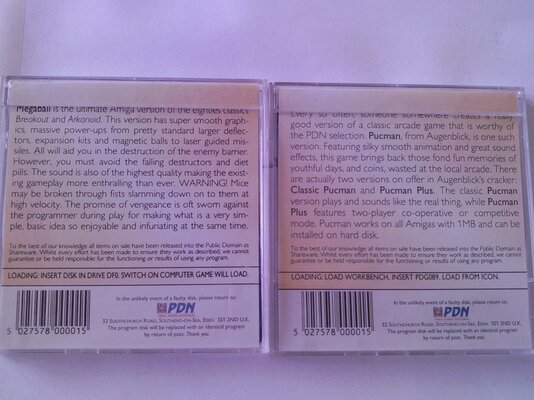 Megaball is the ultimate Amiga version of the eighties classics
Breakout and Arkanoid. This version has super smooth graph-
ics, massive power-ups from pretty standard larger deflec-
tors, expansion kits and magnetic balls to laser guided mis-
siles. All will aid you in the destruction of the enemy barrier.
However, you must avoid the falling destructors and diet
pills. The sound is also of the highest quality making the exist-
ing gameplay more enthralling than ever. WARNING! Mice
may be broken through fists slamming down on to them at
high velocity. The promise of vengeance is oft sworn against
the programmer during play for making what is a very sim-
ple, basic idea so enjoyable and infuriating at the same time.
To the best of our knowledge all items on sale have been released into the Public Domain as
Shareware. Whilst every effort has been made to ensure they work as described, we cannot
guarantee or be held responsible for the functioning or results of using any program.
LOADING: INSERT DISK IN DRIVE DF0. SWITCH ON COMPUTER GAME WILL LOAD.
In the unlikely event of a faulty disk, please return to:
PDN
32 Southchurch Road, Southend-on-Sea, Essex SS1 2ND U.K.
The program disk will be replaced with an identical program
by return of post. Thank you.
5 027578 000015
Every so often, someone somewhere creates a really
good version of a classic arcade game that is worthy of
the PDN selection. Pucman, from Augenblick, is one such
version. Featuring silky smooth animation and great sound
effects, this game brings back those fond fun memories of
youthful days, and coins, wasted at the local arcade. There
are actually two versions on offer in Augenblick's cracker:
Classic Pucman and Pucman Plus. The classic Pucman
version plays and sounds like the real thing, while Pucman
Plus features two-player co-operative or competitive
mode. Pucman works on all Amigas with 1MB and can be
installed on hard disk.
To the best of our knowledge all items on sale have been released into the Public Domain as
Shareware. Whilst every effort has been made to ensure they work as described, we cannot
guarantee or be held responsible for the functioning or results of using any program.
LOADING: LOAD WORKBENCH. INSERT PDG089. LOAD FROM ICON.
In the unlikely event of a faulty disk, please return to:
PDN
32 Southchurch Road, Southend-on-Sea, Essex SS1 2ND U.K.
The program disk will be replaced with an identical program
by return of post. Thank you.
5 027578 000015